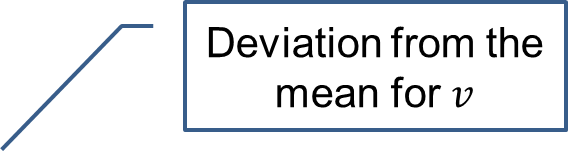 Deviation from the
mean for 𝑣